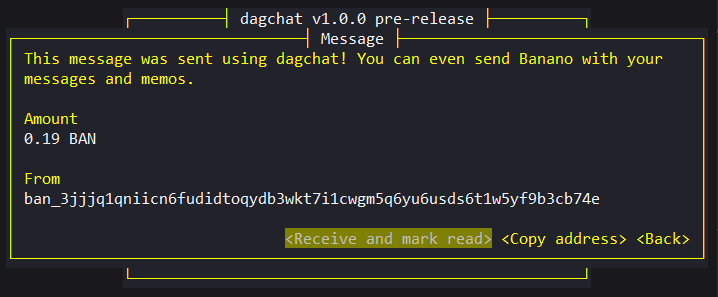 dagchat v1.0.0 pre-release
Message
This message was sent using dagchat! You can even send Banano with your
messages and memos.
Amount
0.19 BAN
From
ban_3jjjq1qniicn6fudidtoqydb3wkt7i1cwgm5q6yu6usds6t1w5yf9b3cb74e
<Receive and mark read> <Copy address> <Back>